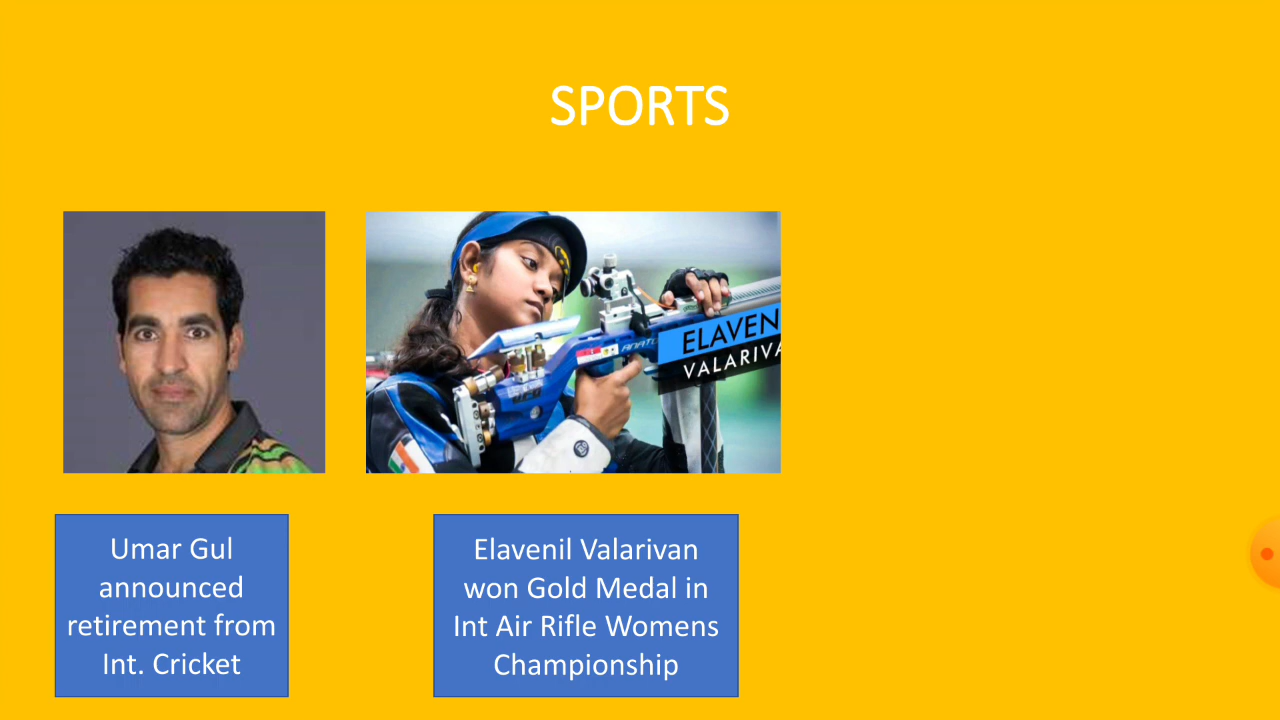 SPORTS
ELAVEN
VALARIVA
Umar Gul
announced
retirement from
Int. Cricket
Elavenil Valarivan
won Gold Medal in
Int Air Rifle Womens
Championship